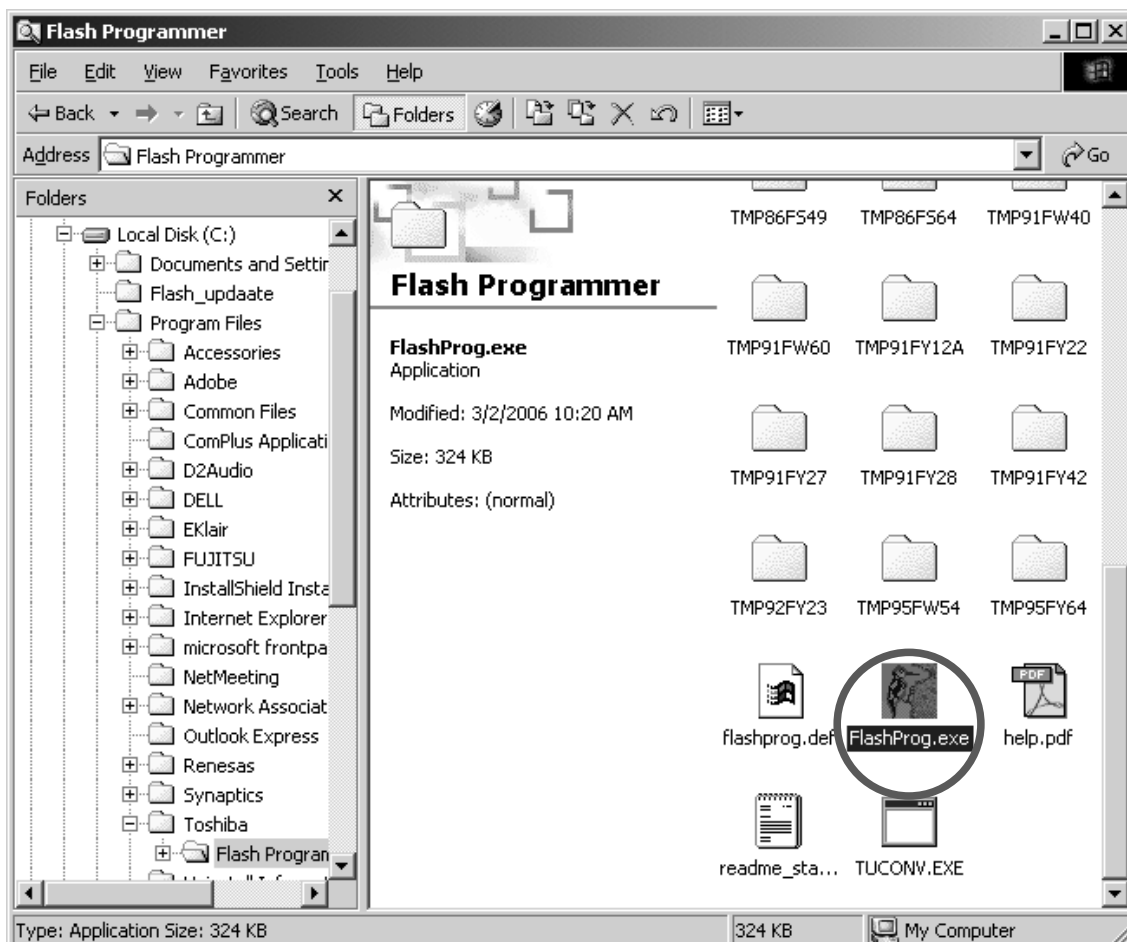 Flash Programmer
File Edit View Favorites Tools Help
Back Search Folders
Address Flash Programmer Go
Folders
Local Disk (C:)
Documents and Settir
Flash_updaate
Program Files
Accessories
Adobe
Common Files
ComPlus Applicati
D2Audio
DELL
EKlair
FUJITSU
InstallShield Insta
Internet Explorer
microsoft frontpa
NetMeeting
Network Associat
Outlook Express
Renesas
Synaptics
Toshiba
Flash Progran
Flash Programmer
FlashProg.exe
Application
Modified: 3/2/2006 10:20 AM
Size: 324 KB
Attributes: (normal)
TMP86FS49 TMP86FS64 TMP91FW40
TMP91FW60 TMP91FY12A TMP91FY22
TMP91FY27 TMP91FY28 TMP91FY42
TMP92FY23 TMP95FW54 TMP95FY64
PDF
flashprog.def FlashProg.exe help.pdf
readme_sta... TUCONV.EXE
Type: Application Size: 324 KB 324 KB My Computer